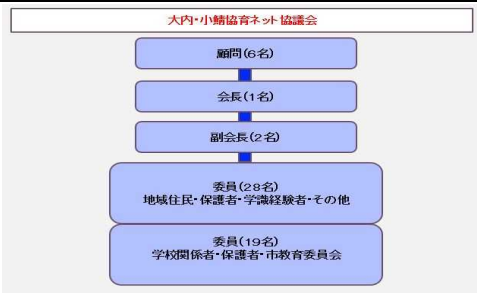 大内・小鯖協育ネット協議会
顧問(6名)
会長(1名)
副会長(2名)
委員(28名)
地域住民・保護者・学識経験者・その他
委員(19名)
学校関係者・保護者・市教育委員会